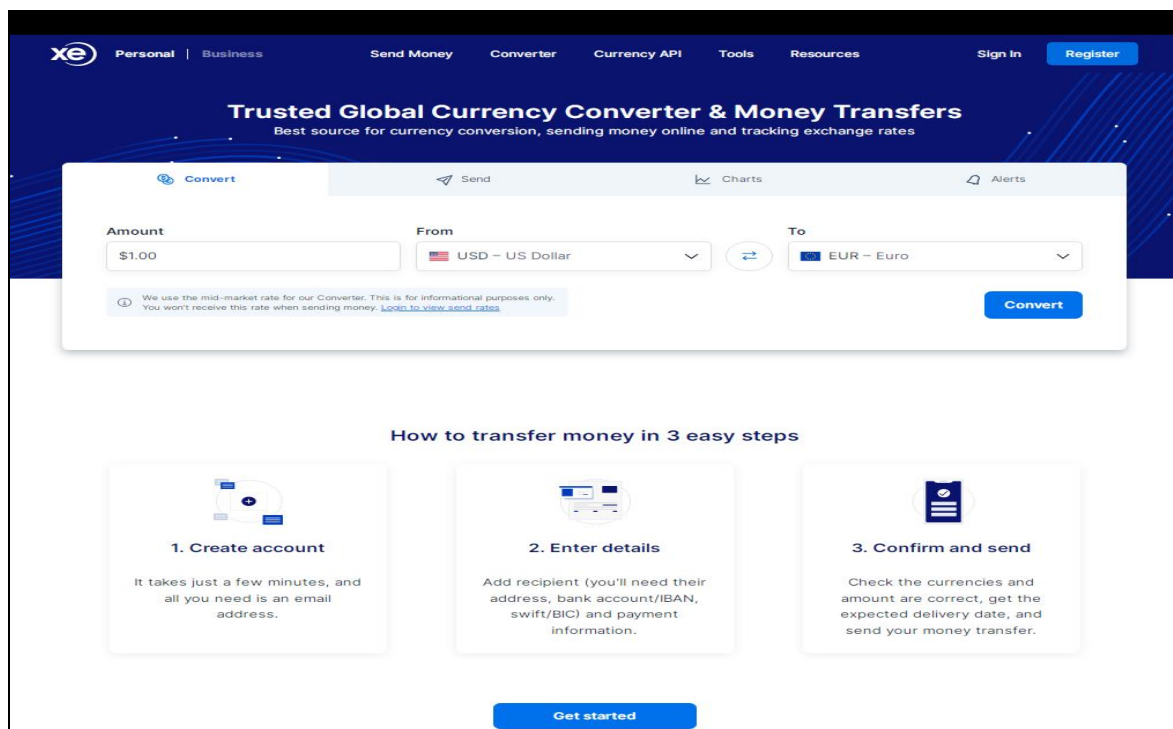 xe Personal | Business Send Money Converter Currency API Tools Resources Sign In Register
Trusted Global Currency Converter & Money Transfers
Best source for currency conversion, sending money online and tracking exchange rates
Convert Send Charts Alerts
Amount From To
$1.00 USD – US Dollar EUR – Euro
We use the mid-market rate for our Converter. This is for informational purposes only.
You won't receive this rate when sending money. Login to view send rates
Convert
How to transfer money in 3 easy steps
1. Create account
It takes just a few minutes, and
all you need is an email
address.
2. Enter details
Add recipient (you'll need their
address, bank account/IBAN,
swift/BIC) and payment
information.
3. Confirm and send
Check the currencies and
amount are correct, get the
expected delivery date, and
send your money transfer.
Get started